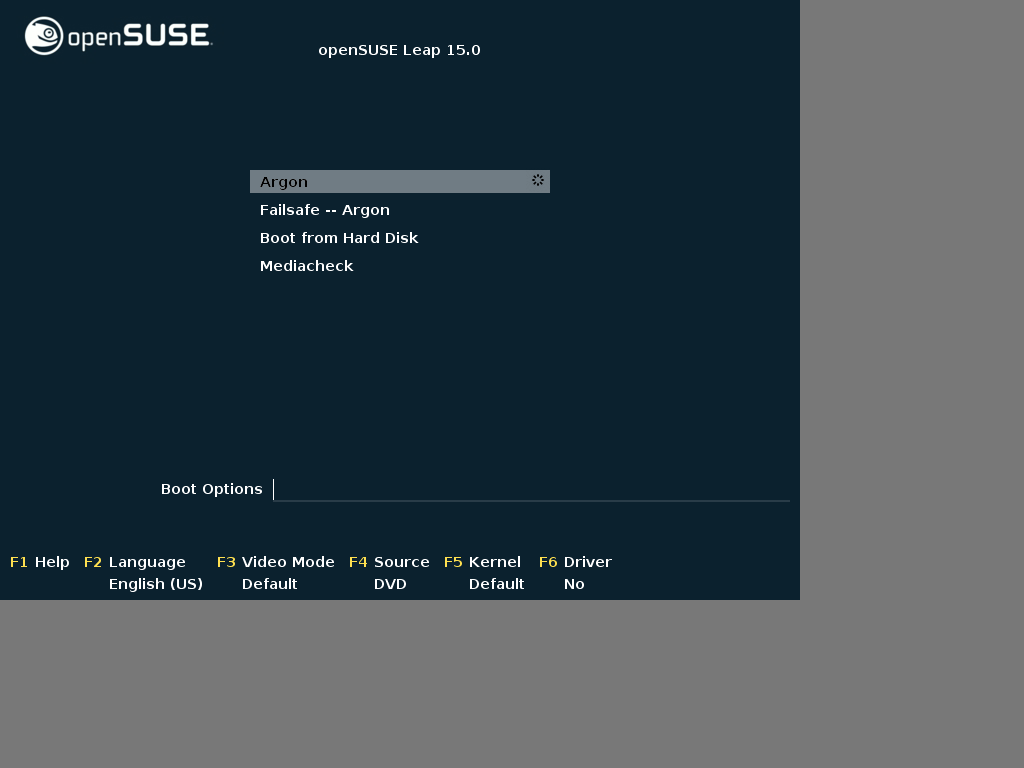 openSUSE
openSUSE Leap 15.0
Argon
Failsafe -- Argon
Boot from Hard Disk
Mediacheck
Boot Options
F1 Help F2 Language F3 Video Mode F4 Source F5 Kernel F6 Driver
English (US) Default DVD Default No